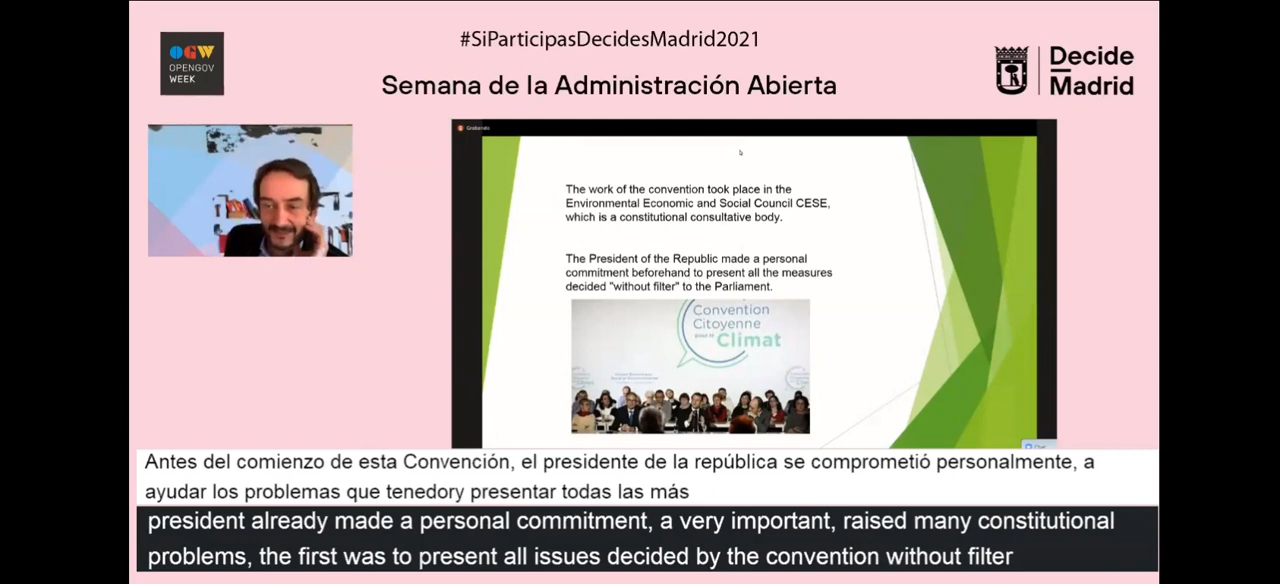 #SiParticipasDecidesMadrid2021
OGW
OPENGOV
WEEK
Semana de la Administración Abierta
Decide
Madrid
Grabando
The work of the convention took place in the
Environmental Economic and Social Council CESE,
which is a constitutional consultative body.
The President of the Republic made a personal
commitment beforehand to present all the measures
decided "without filter" to the Parliament.
Convention
Citoyenne
pour le
Climat
Chat
Antes del comienzo de esta Convención, el presidente de la república se comprometió personalmente, a
ayudar los problemas que tenedory presentar todas las más
president already made a personal commitment, a very important, raised many constitutional
problems, the first was to present all issues decided by the convention without filter